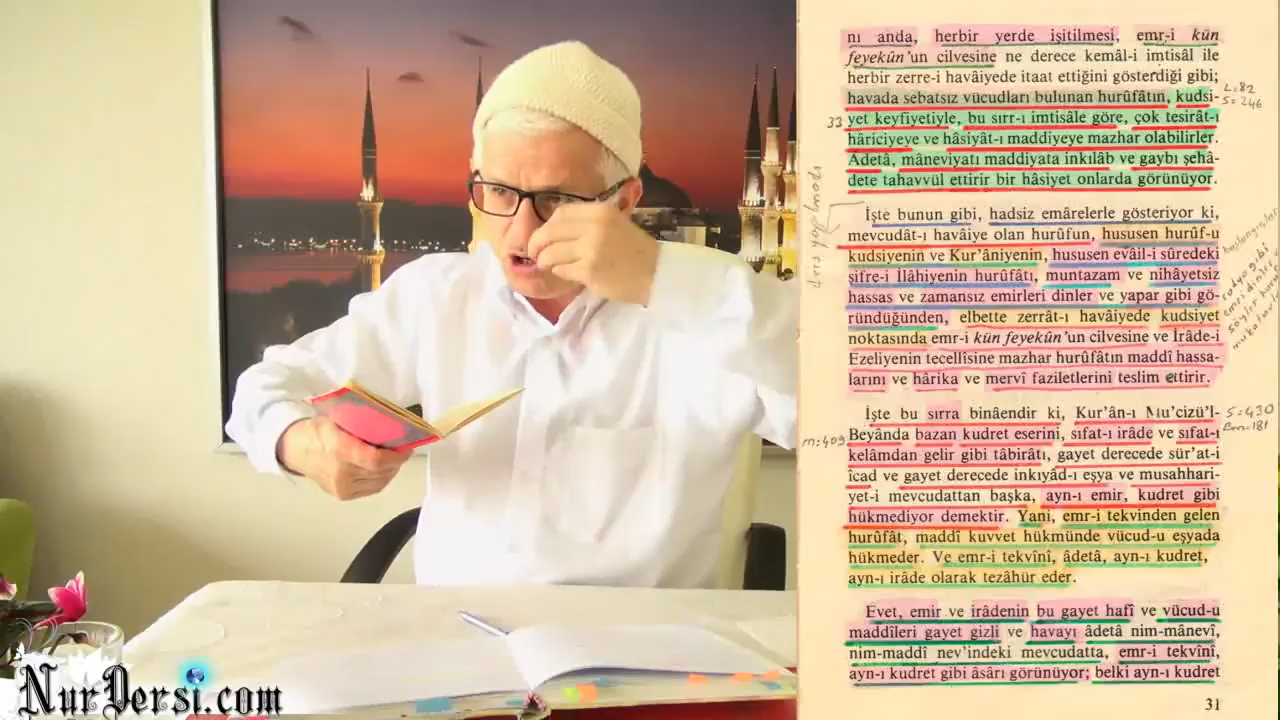 nı anda, herbir yerde işitilmesi, emr-i kün
feyekûn'un cilvesine ne derece kemâl-i imtisâl ile
herbir zerre-i havâiyede itaat ettiğini gösterdiği gibi;
havada sebatsız vücudları bulunan hurûfâtın, kudsi-
yet keyfiyetiyle, bu sırr-ı imtisâle göre, çok tesirât-ı
hâriciyeye ve hâsiyât-ı maddiyeye mazhar olabilirler.
Âdetâ, mâneviyatı maddiyata inkılâb ve gaybı şehâ-
dete tahavvül ettirir bir hâsiyet onlarda görünüyor.
İşte bunun gibi, hadsiz emârelerle gösteriyor ki,
mevcudât-ı havâiye olan hurûfun, hususen hurûf-u
kudsiyenin ve Kur'âniyenin, hususen evâil-i sûredeki
şifre-i İlâhiyenin hurûfâtı, muntazam ve nihâyetsiz
hassas ve zamansız emirleri dinler ve yapar gibi gö-
ründüğünden, elbette zerrât-ı havâiyede kudsiyet
noktasında emr-i kün feyekûn'un cilvesine ve İrâde-i
Ezeliyenin tecellîsine mazhar hurûfâtın maddî hassa-
larını ve hârika ve mervî faziletlerini teslim ettirir.
İşte bu sırra binâendir ki, Kur'ân-ı Mu'cizü'l-
Beyânda bazan kudret eserini, sıfat-ı irâde ve sıfat-ı
kelâmdan gelir gibi tâbirâtı, gayet derecede sür'at-i
îcad ve gayet derecede inkıyâd-ı eşya ve musahhari-
yet-i mevcudattan başka, ayn-ı emir, kudret gibi
hükmediyor demektir. Yani, emr-i tekvinden gelen
hurûfât, maddî kuvvet hükmünde vücud-u eşyada
hükmeder. Ve emr-i tekvînî, âdetâ, ayn-ı kudret,
ayn-ı irâde olarak tezâhür eder.
Evet, emir ve irâdenin bu gayet hafî ve vücud-u
maddîleri gayet gizli ve havayı âdetâ nim-mânevî,
nim-maddî nev'indeki mevcudatta, emr-i tekvînî,
ayn-ı kudret gibi âsârı görünüyor; belki ayn-ı kudret
31
L=82
S=246
33
ders yapılmadı
S=430
Em=181
m=409
NurDersi.com